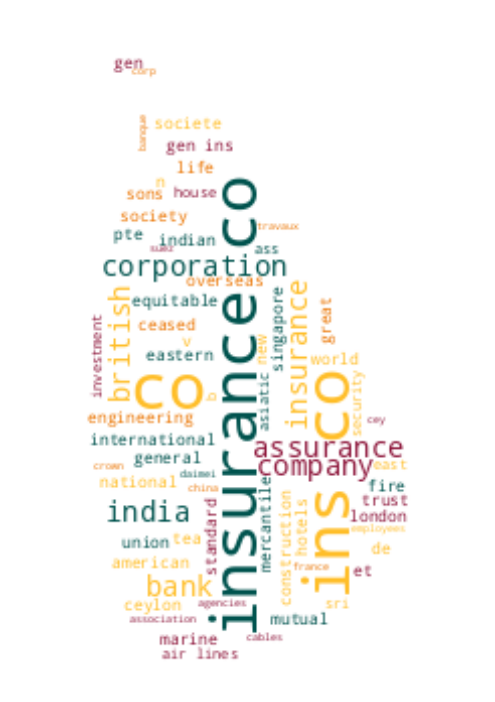 gen
corp
banque
societe
gen ins
life
n
sons
house
society
travaux
pte
indian
suez
ass
insurance co
corporation
overseas
equitable
british
singapore
insurance
great
investment
ceased
v
new
eastern
world
co
b
asiatic
security
ins co
engineering
cey
international
assurance
general
company
east
crown
daimei
national
china
mercantile
fire
india
standard
trust
construction
hotels
london
employees
union
tea
de
american
france
et
bank
ceylon
agencies
sri
association
mutual
marine
cables
air lines